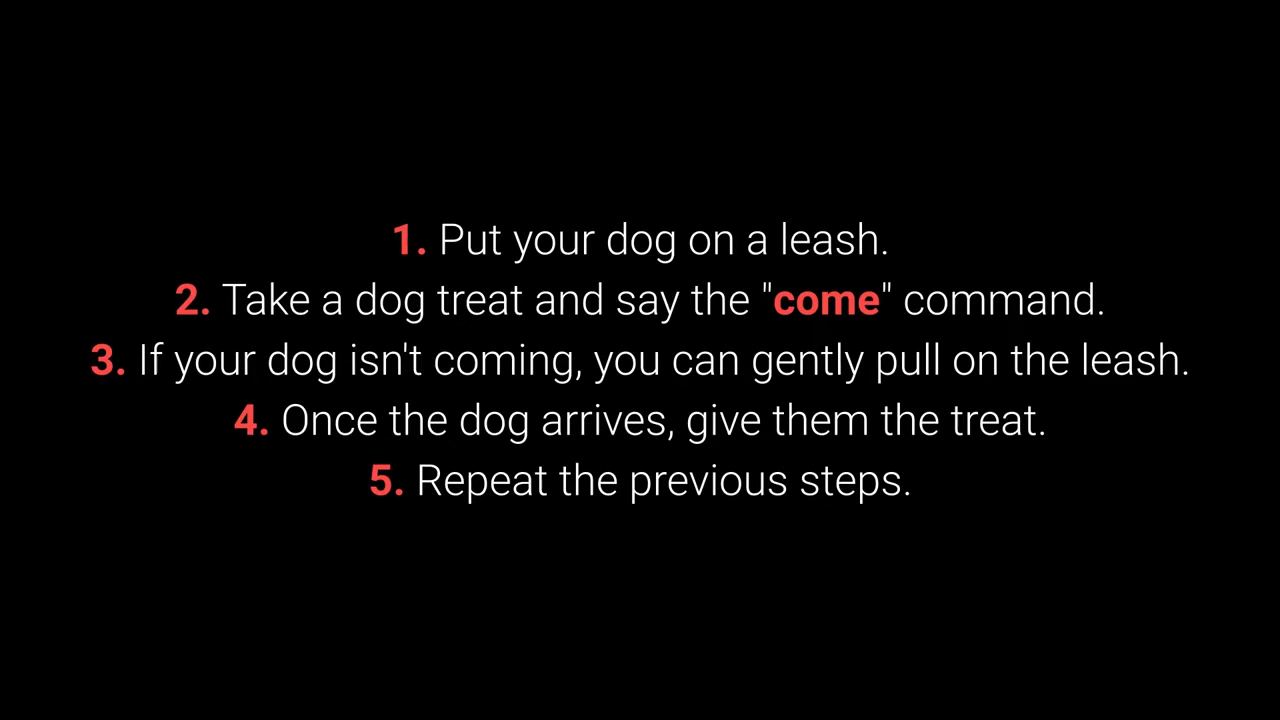 1. Put your dog on a leash.
2. Take a dog treat and say the "come" command.
3. If your dog isn't coming, you can gently pull on the leash.
4. Once the dog arrives, give them the treat.
5. Repeat the previous steps.